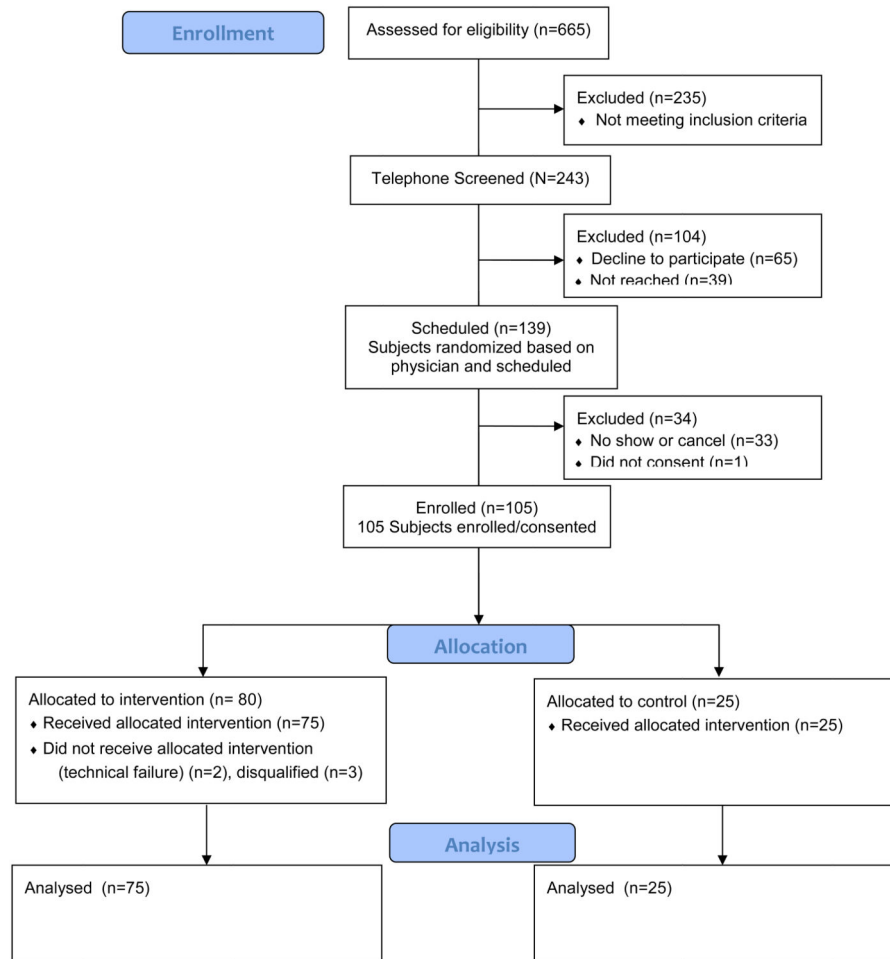 Enrollment
Assessed for eligibility (n=665)
Excluded (n=235)
♦ Not meeting inclusion criteria
Telephone Screened (N=243)
Excluded (n=104)
♦ Decline to participate (n=65)
♦ Not reached (n=39)
Scheduled (n=139)
Subjects randomized based on
physician and scheduled
Excluded (n=34)
♦ No show or cancel (n=33)
♦ Did not consent (n=1)
Enrolled (n=105)
105 Subjects enrolled/consented
Allocation
Allocated to intervention (n= 80)
♦ Received allocated intervention (n=75)
♦ Did not receive allocated intervention
(technical failure) (n=2), disqualified (n=3)
Allocated to control (n=25)
♦ Received allocated intervention (n=25)
Analysis
Analysed (n=75)
Analysed (n=25)